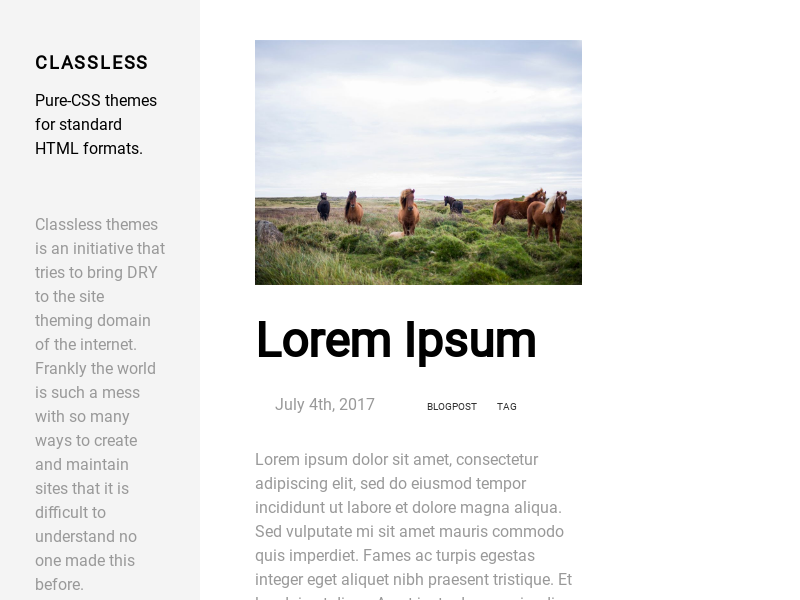 CLASSLESS
Pure-CSS themes
for standard
HTML formats.
Classless themes
is an initiative that
tries to bring DRY
to the site
theming domain
of the internet.
Frankly the world
is such a mess
with so many
ways to create
and maintain
sites that it is
difficult to
understand no
one made this
before.
Lorem Ipsum
July 4th, 2017
BLOGPOST TAG
Lorem ipsum dolor sit amet, consectetur
adipiscing elit, sed do eiusmod tempor
incididunt ut labore et dolore magna aliqua.
Sed vulputate mi sit amet mauris commodo
quis imperdiet. Fames ac turpis egestas
integer eget aliquet nibh praesent tristique. Et